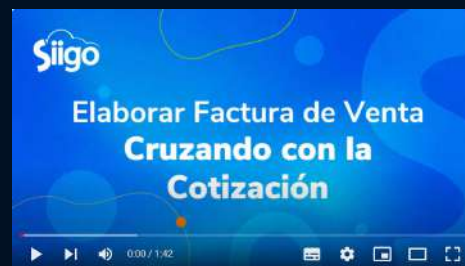 Siigo
Elaborar Factura de Venta
Cruzando con la
Cotización
0:00 / 1:42